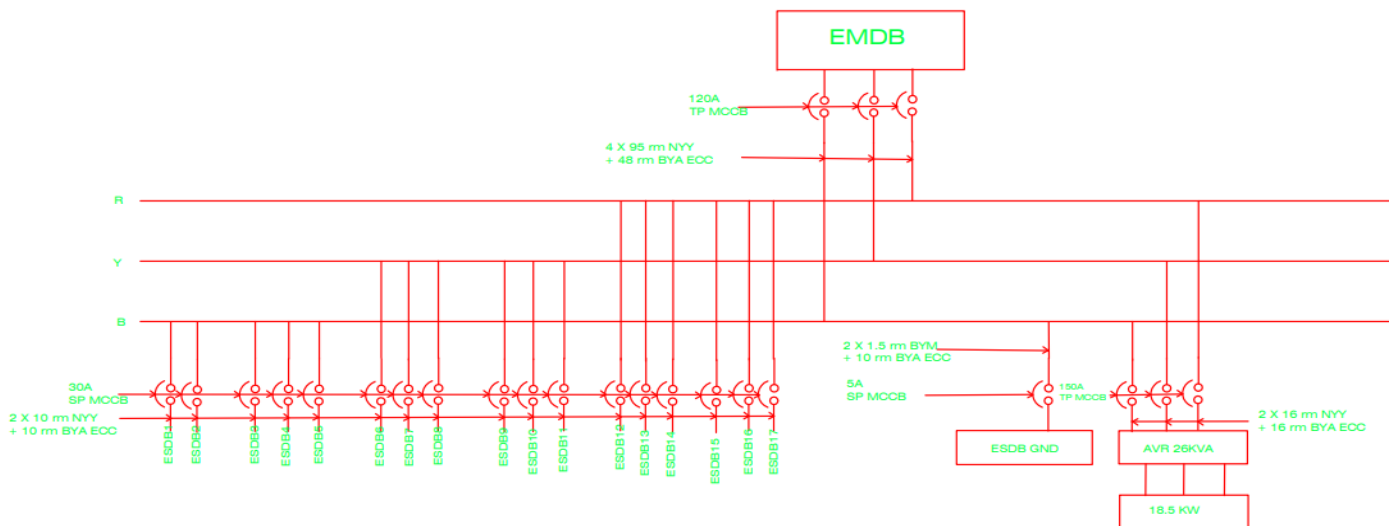 EMDB
120A
TP MCCB
4 X 95 rm NYY
+ 48 rm BYA ECC
R
Y
B
2 X 1.5 rm BYM
+ 10 rm BYA ECC
30A
SP MCCB
5A
SP MCCB
150A
TP MCCB
2 X 10 rm NYY
+ 10 rm BYA ECC
2 X 16 rm NYY
+ 16 rm BYA ECC
ESDB1
ESDB2
ESDB3
ESDB4
ESDB5
ESDB6
ESDB7
ESDB8
ESDB9
ESDB10
ESDB11
ESDB12
ESDB13
ESDB14
ESDB15
ESDB16
ESDB17
ESDB GND
AVR 26KVA
18.5 KW